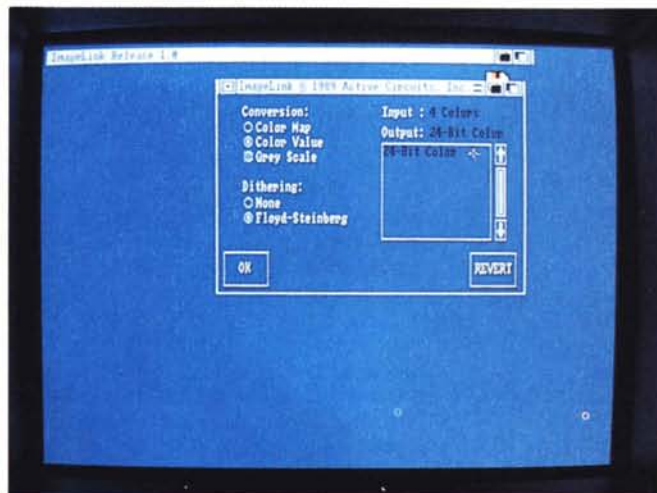 ImageLink Release 1.0
ImageLink © 1989 Active Circuits, Inc.
Conversion:
Color Map
Color Value
Grey Scale
Dithering:
None
Floyd-Steinberg
Input : 4 Colors
Output: 24-Bit Color
24-Bit Color
OK
REVERT